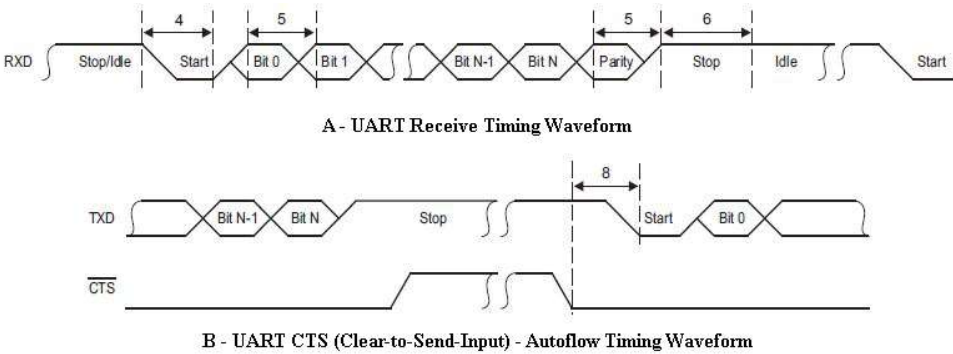 4 5 5 6
RXD Stop/Idle Start Bit 0 Bit 1 Bit N-1 Bit N Parity Stop Idle Start
A - UART Receive Timing Waveform
8
TXD Bit N-1 Bit N Stop Start Bit 0
CTS
B - UART CTS (Clear-to-Send-Input) - Autoflow Timing Waveform